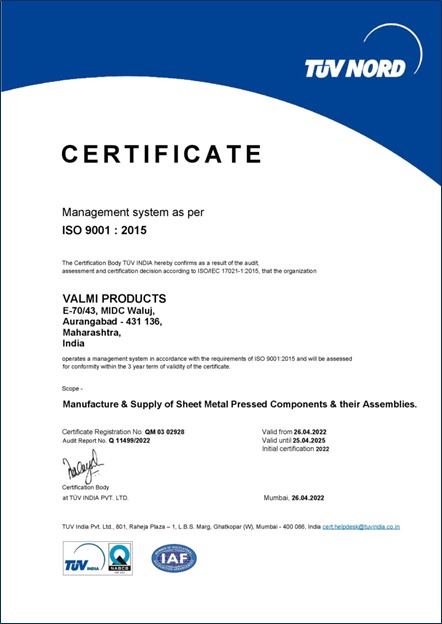 TÜV NORD
CERTIFICATE
Management system as per
ISO 9001 : 2015
The Certification Body TÜV INDIA hereby confirms as a result of the audit,
assessment and certification decision according to ISO/IEC 17021-1:2015, that the organization
VALMI PRODUCTS
E-70/43, MIDC Waluj,
Aurangabad - 431 136,
Maharashtra,
India
operates a management system in accordance with the requirements of ISO 9001:2015 and will be assessed
for conformity within the 3 year term of validity of the certificate.
Scope -
Manufacture & Supply of Sheet Metal Pressed Components & their Assemblies.
Certificate Registration No. QM 03 02928 Valid from 26.04.2022
Audit Report No. Q 11499/2022 Valid until 25.04.2025
Initial certification 2022
Certification Body
at TÜV INDIA PVT. LTD. Mumbai, 26.04.2022
TUV India Pvt. Ltd., 801, Raheja Plaza – 1, L.B.S. Marg, Ghatkopar (W), Mumbai - 400 086, India cert.helpdesk@tuvindia.co.in
TÜV INDIA NABCB IAF